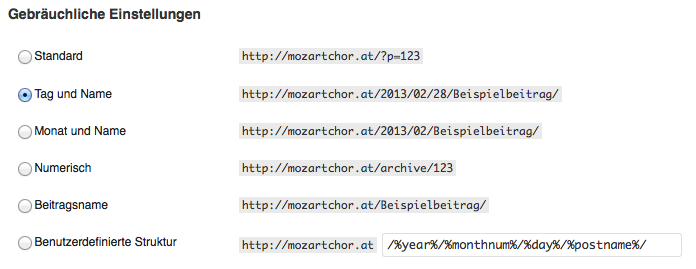 Gebräuchliche Einstellungen
Standard http://mozartchor.at/?p=123
Tag und Name http://mozartchor.at/2013/02/28/Beispielbeitrag/
Monat und Name http://mozartchor.at/2013/02/Beispielbeitrag/
Numerisch http://mozartchor.at/archive/123
Beitragsname http://mozartchor.at/Beispielbeitrag/
Benutzerdefinierte Struktur http://mozartchor.at /%year%/%monthnum%/%day%/%postname%/